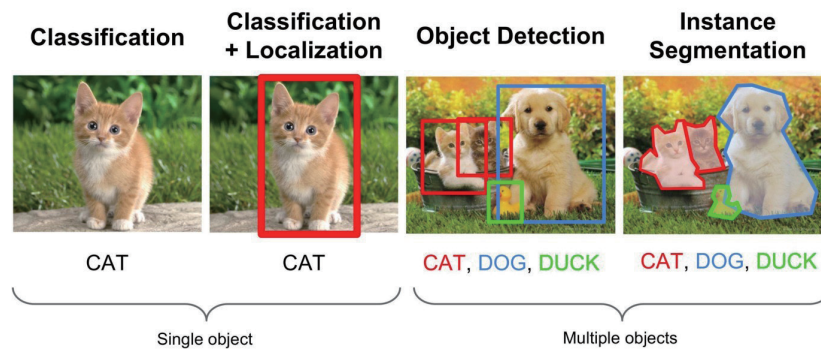 Classification
Classification
+ Localization
Object Detection
Instance
Segmentation
CAT
CAT
CAT, DOG, DUCK
CAT, DOG, DUCK
Single object
Multiple objects